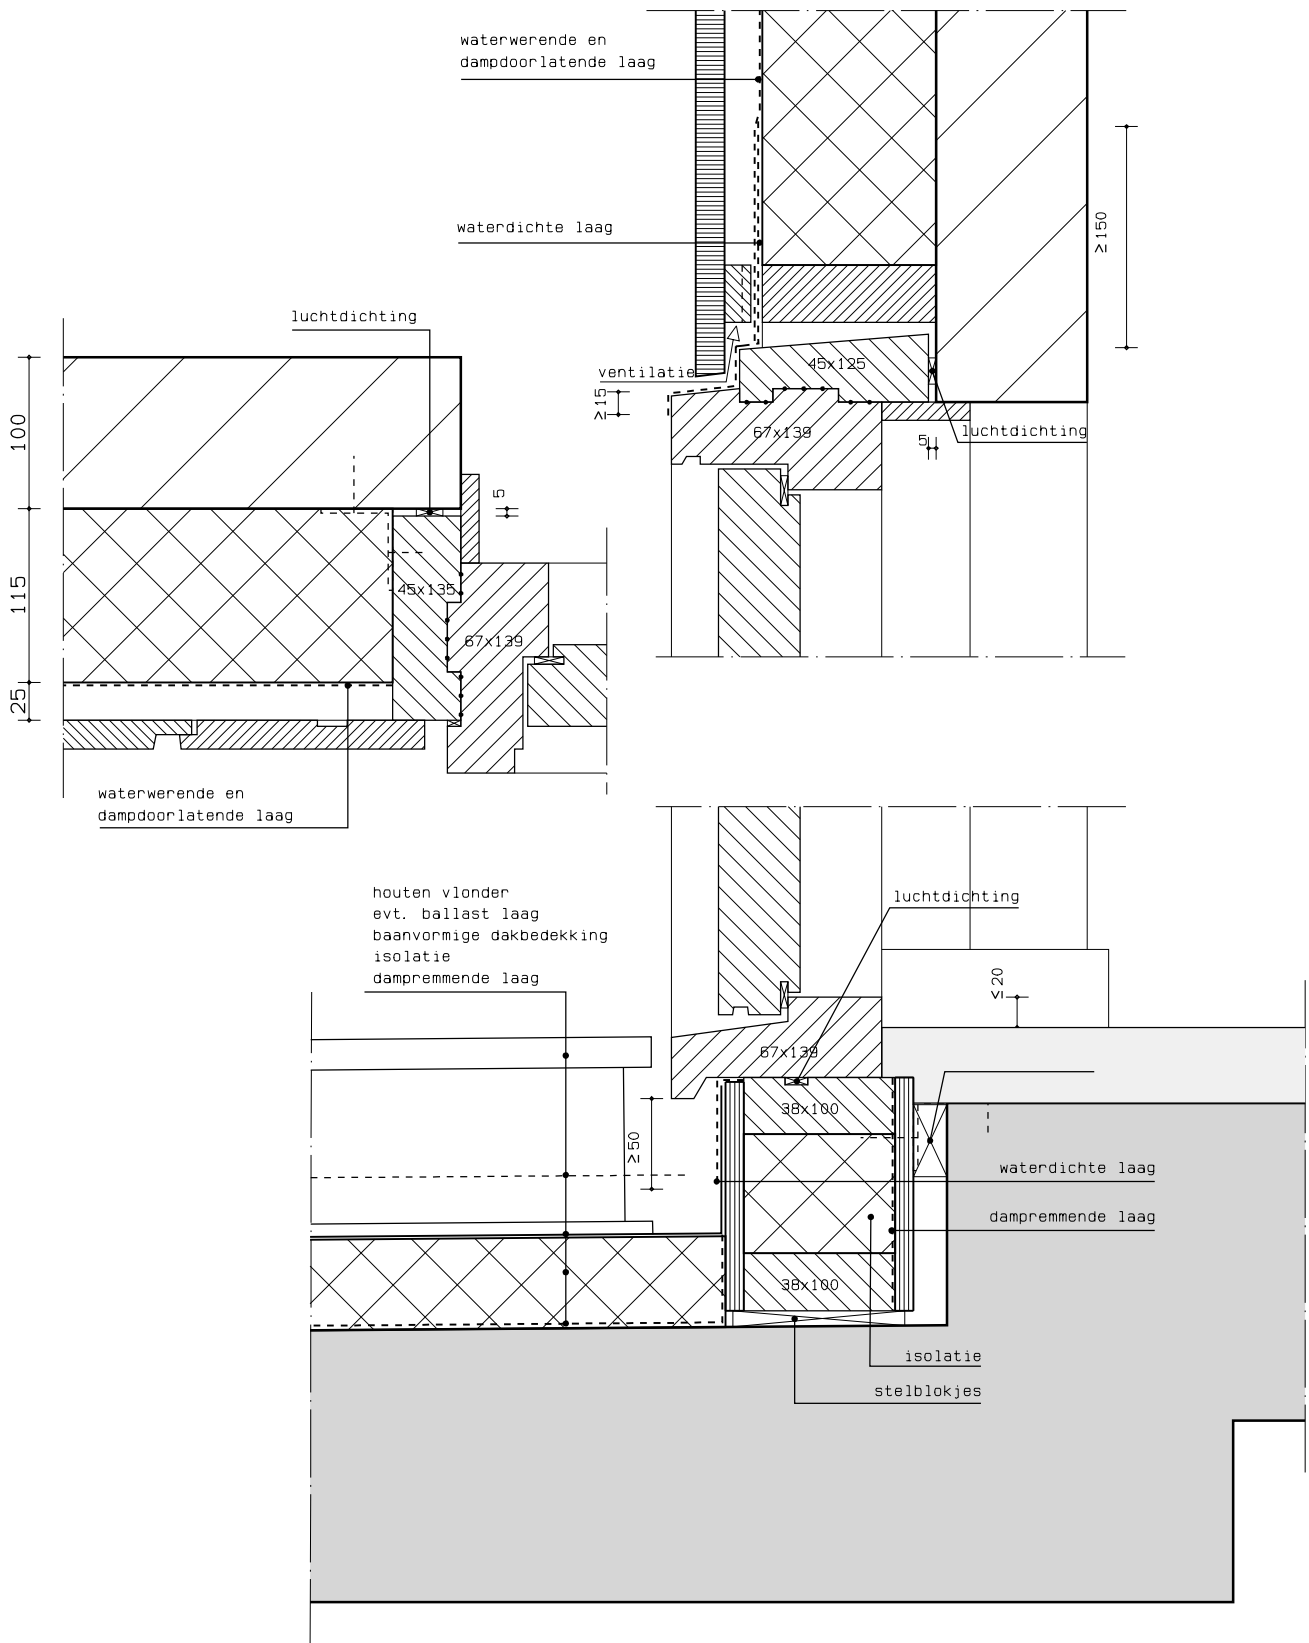 waterwerende en
dampdoorlatende laag
waterdichte laag
≥150
luchtdichting
ventilatie
45x125
≥15
67x139
5
luchtdichting
100
5
115
45x135
67x139
25
waterwerende en
dampdoorlatende laag
houten vlonder
evt. ballast laag
baanvormige dakbedekking
isolatie
dampremmende laag
luchtdichting
≤20
67x139
38x100
≥50
waterdichte laag
dampremmende laag
38x100
isolatie
stelblokjes